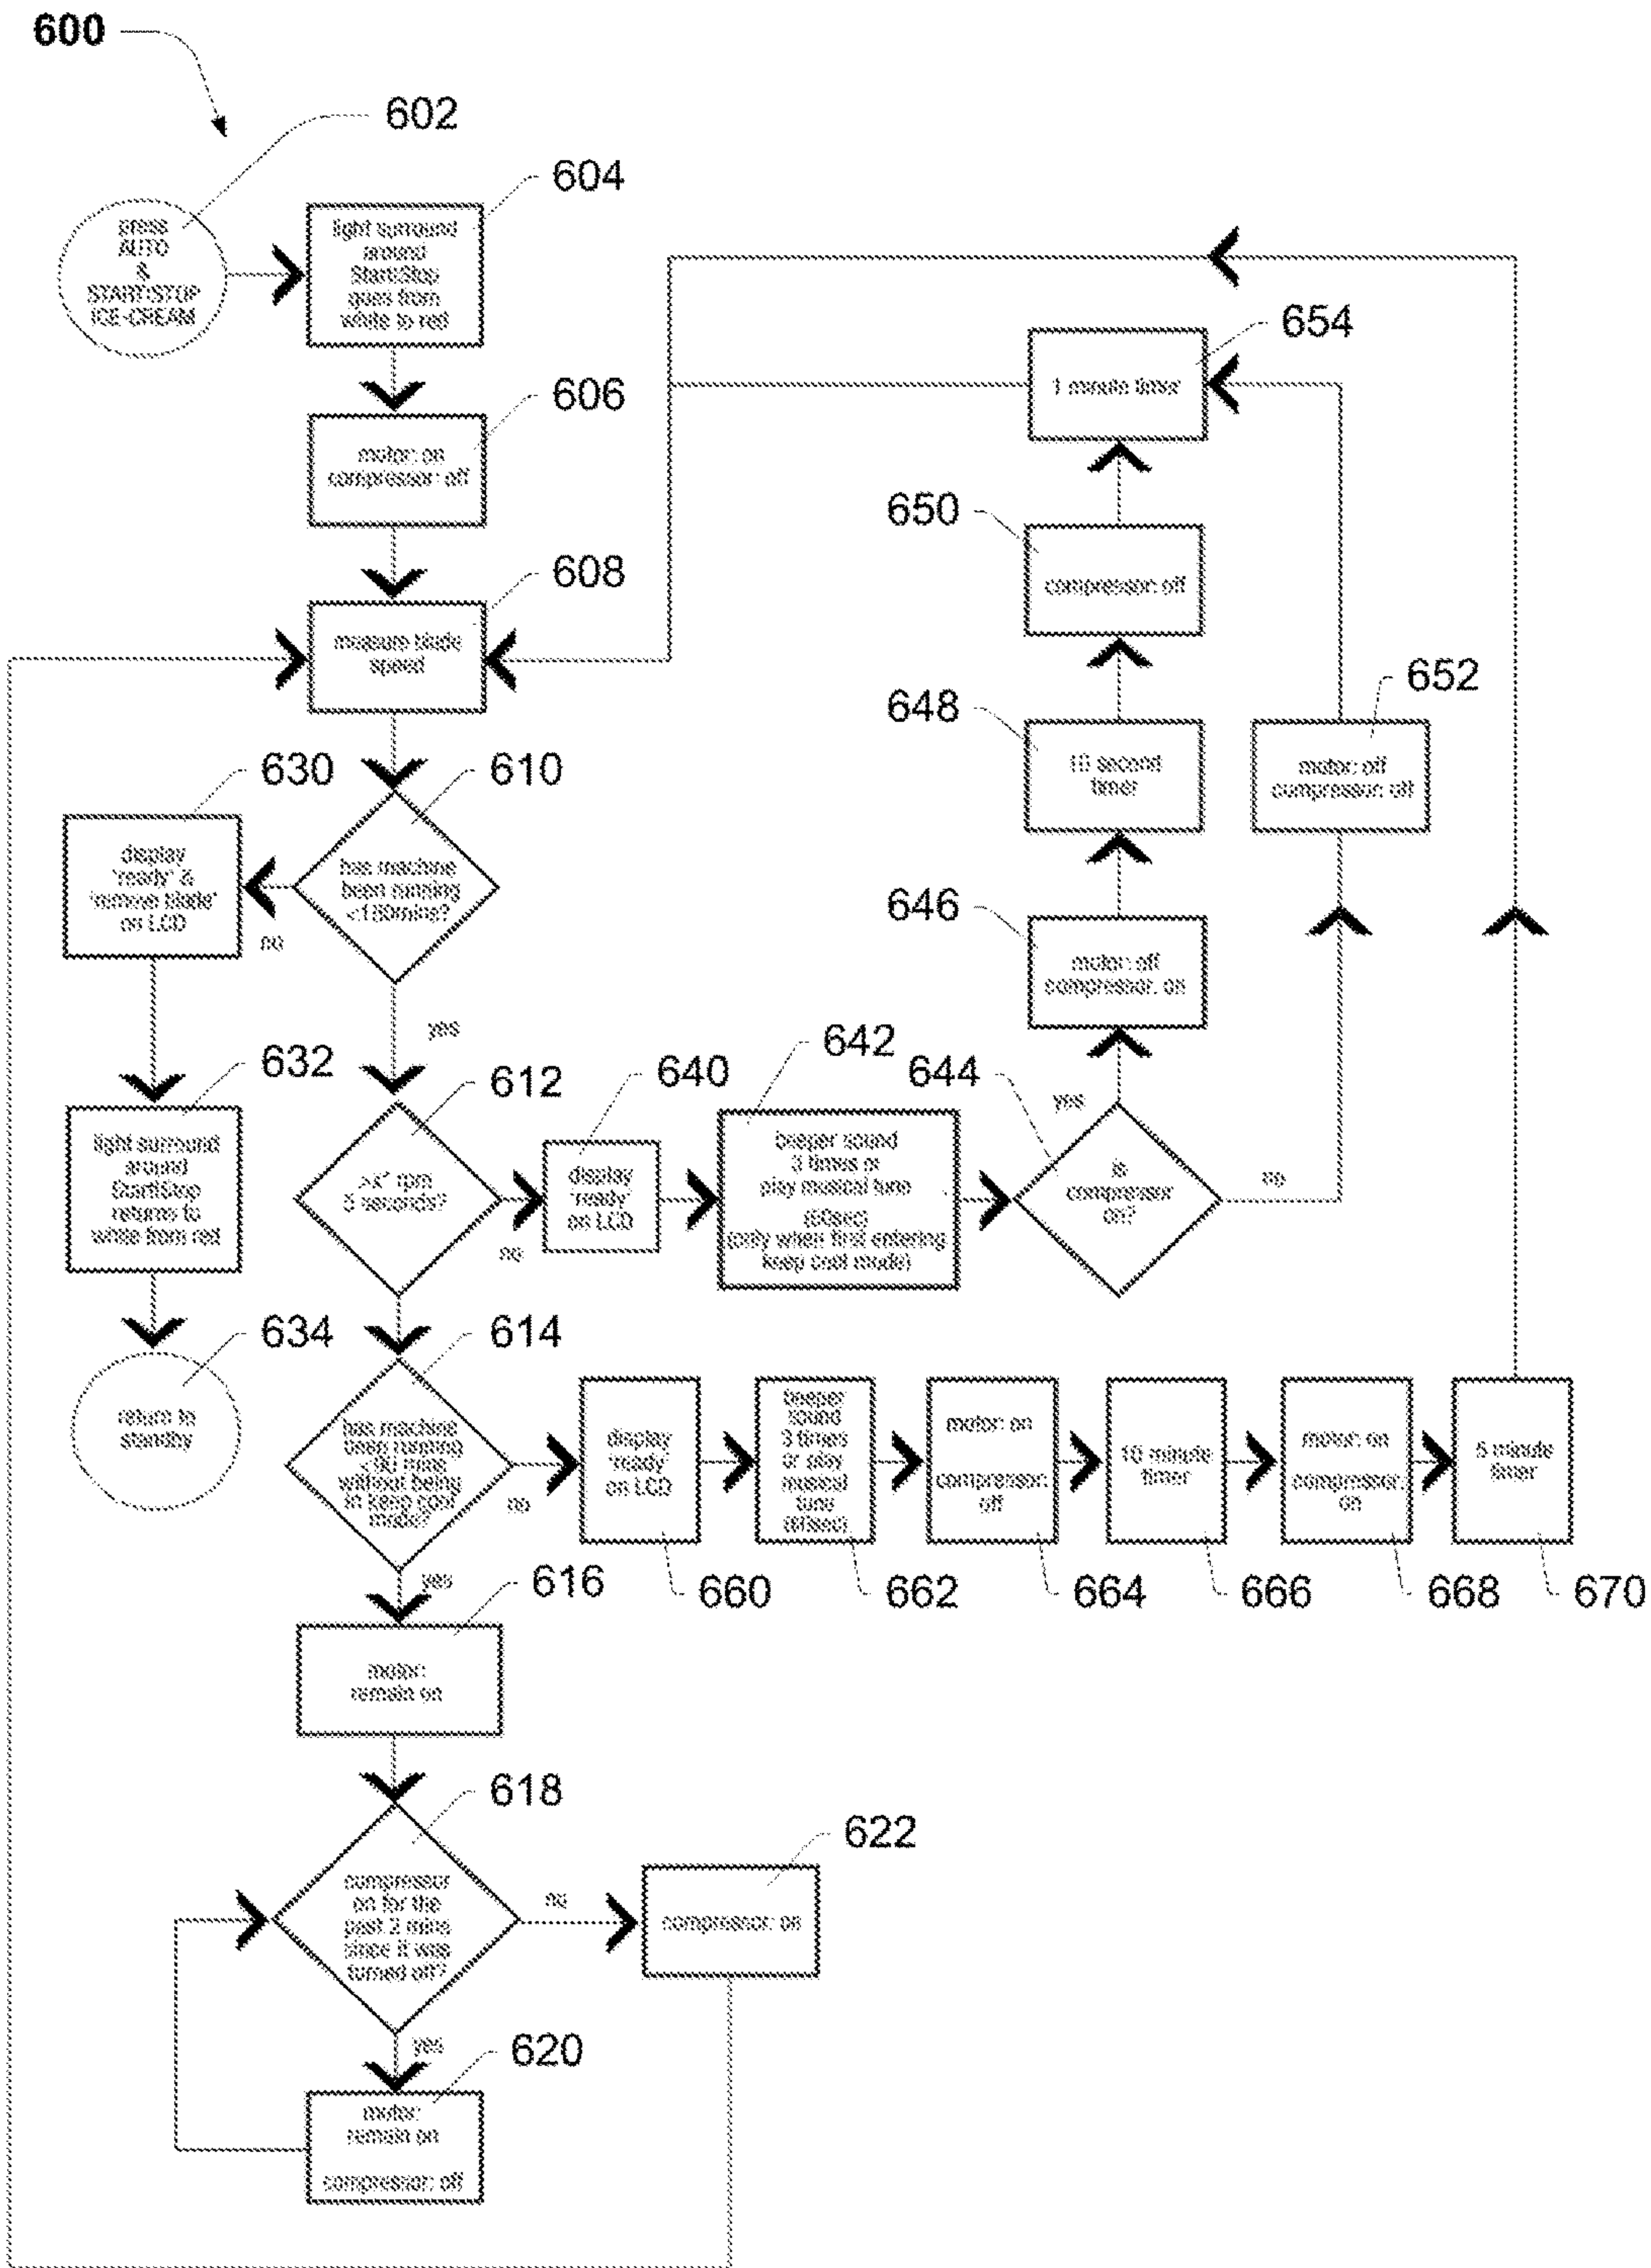 600
602
press
AUTO
&
START:STOP
ICE-CREAM
604
light surround
around
Start:Stop
goes from
white to red
606
motor: on
compressor: off
608
measure blade
speed
610
has machine
been running
<180mins?
no
yes
630
display
'ready' &
'remove blade'
on LCD
632
light surround
around
Start!Stop
returns to
white from red
634
return to
standby
612
>x* rpm
5 seconds?
no
640
display
'ready'
on LCD
642
beeper sound
3 times or
play musical tune
(60sec)
(only when first entering
keep cool mode)
644
is
compressor
on?
yes
no
646
motor: off
compressor: on
648
10 second
timer
650
compressor: off
652
motor: off
compressor: off
654
1 minute timer
614
has machine
been running
<90 mins
without being
in keep cool
mode?
no
yes
660
display
'ready'
on LCD
662
beeper
sound
3 times
or play
musical
tune
(60sec)
664
motor: on
compressor:
off
666
10 minute
timer
668
motor: on
compressor:
on
670
5 minute
timer
616
motor:
remain on
618
compressor
on for the
past 2 mins
since it was
turned off?
no
yes
622
compressor: on
620
motor:
remain on
compressor: off